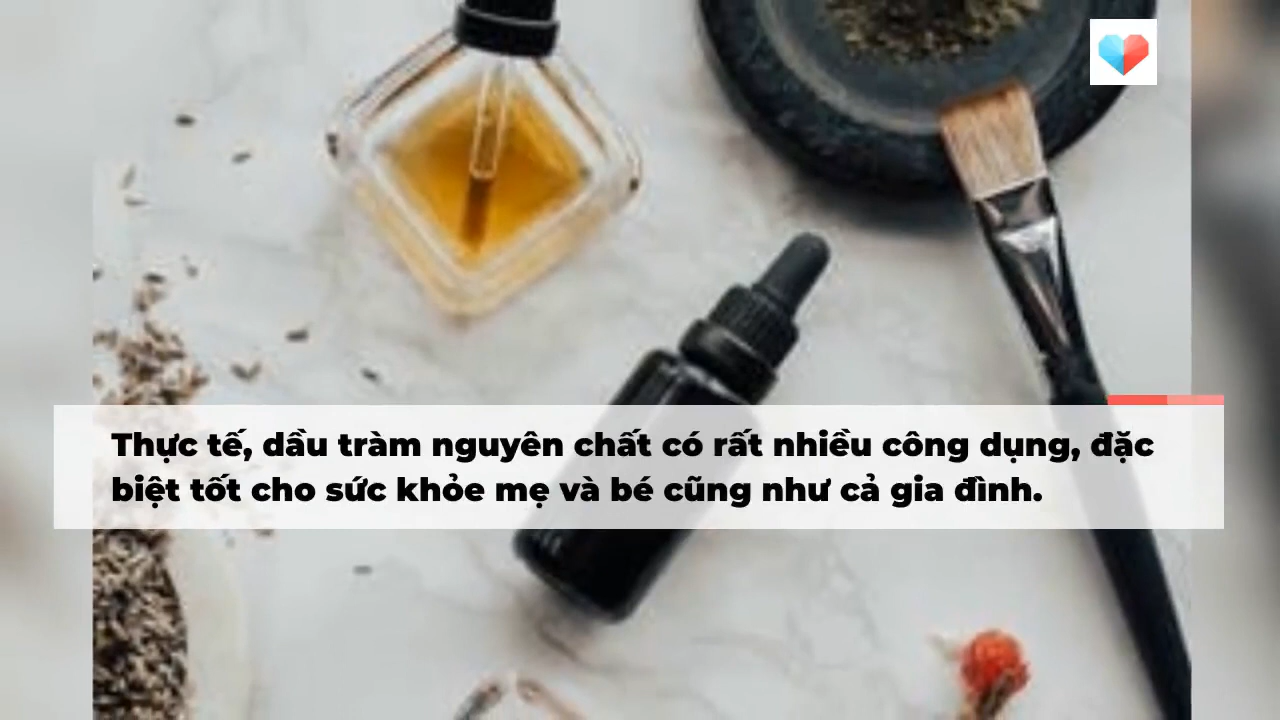 Thực tế, dầu tràm nguyên chất có rất nhiều công dụng, đặc
biệt tốt cho sức khỏe mẹ và bé cũng như cả gia đình.